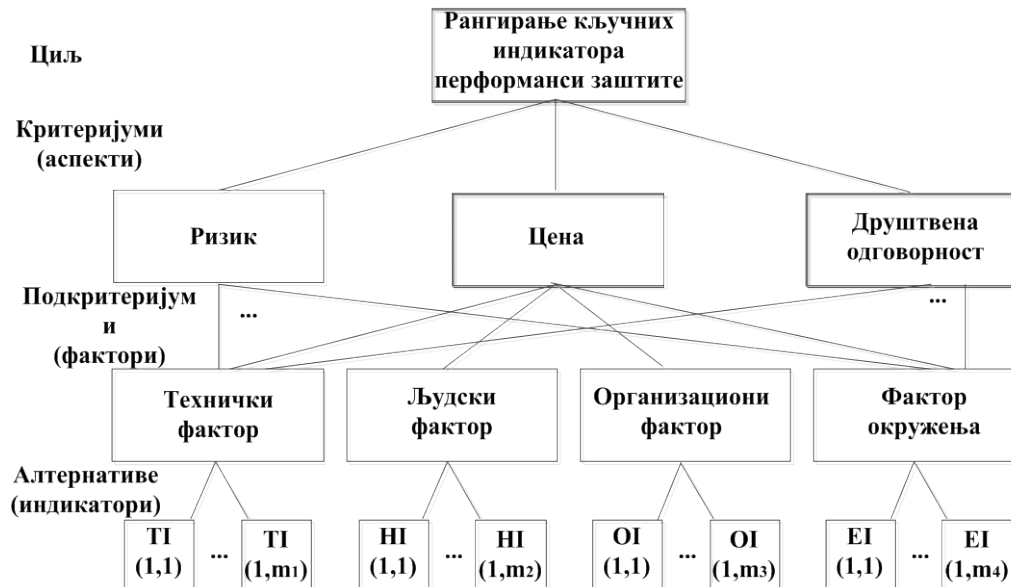 Рангирање кључних
индикатора
перформанси заштите
Циљ
Критеријуми
(аспекти)
Ризик
Цена
Друштвена
одговорност
Подкритеријум
и
(фактори)
...
...
Технички
фактор
Људски
фактор
Организациони
фактор
Фактор
окружења
Алтернативе
(индикатори)
TI
(1,1)
...
TI
(1,m₁)
HI
(1,1)
...
HI
(1,m₂)
OI
(1,1)
...
OI
(1,m₃)
EI
(1,1)
...
EI
(1,m₄)